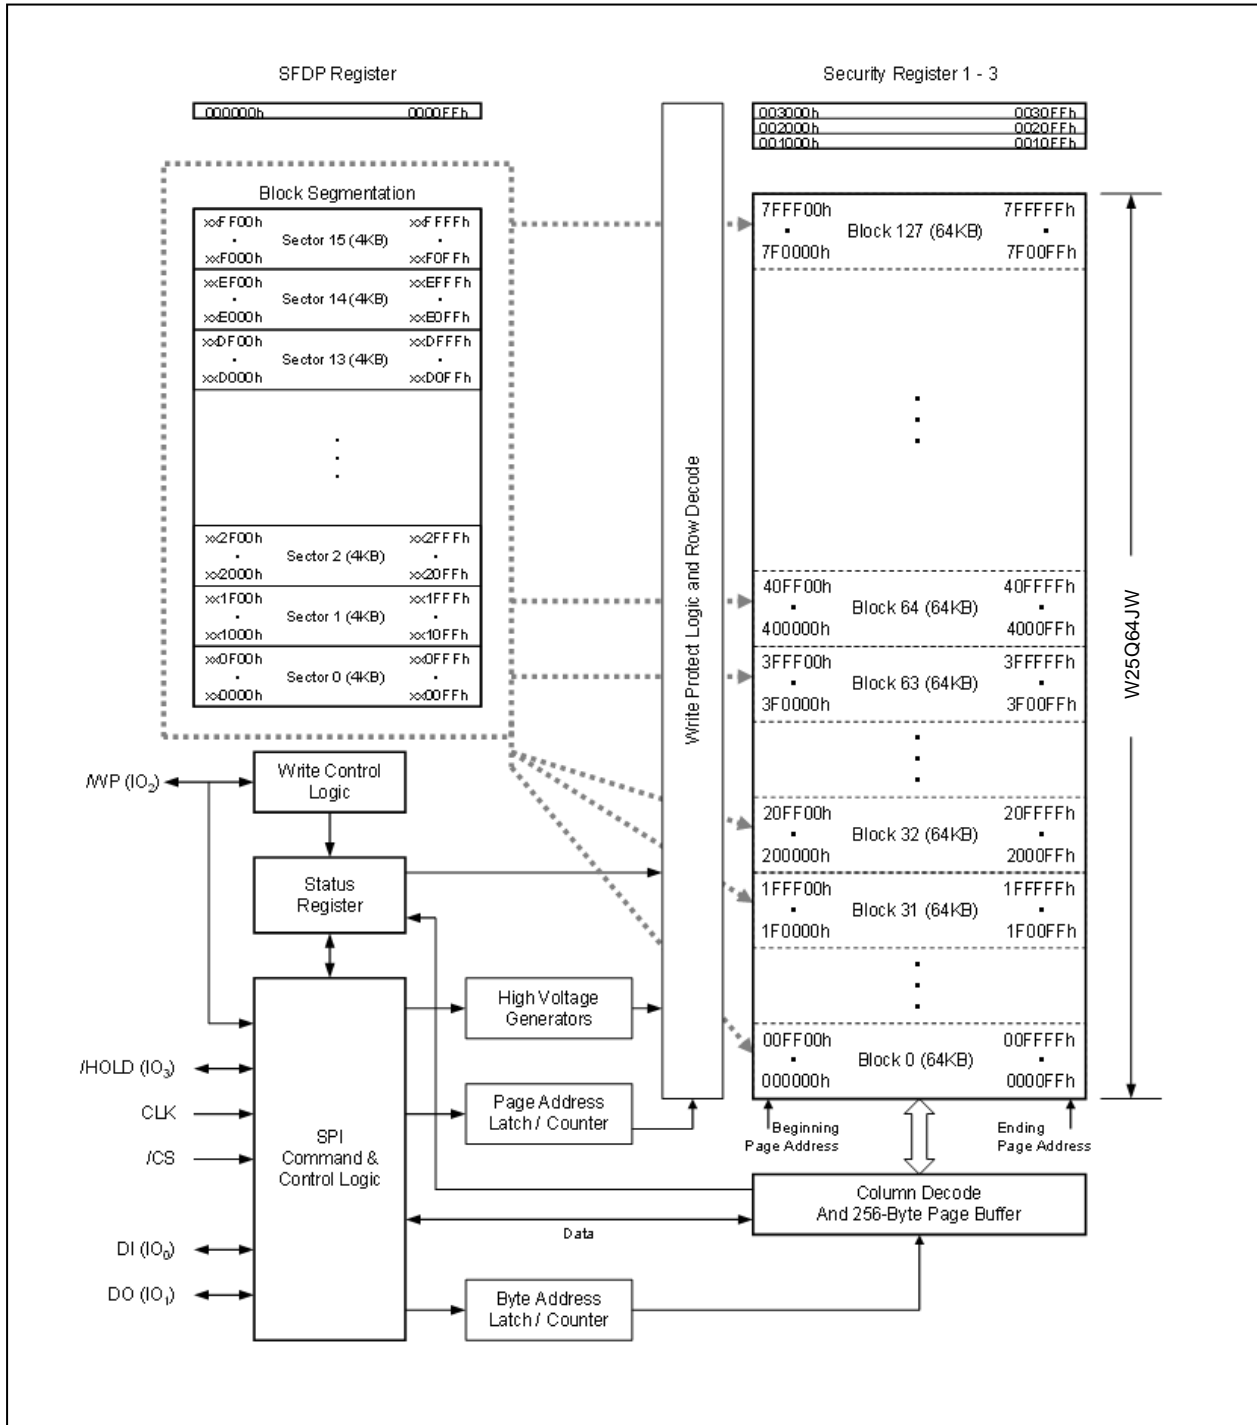 SFDP Register
000000h 0000FFh
Security Register 1 - 3
003000h 0030FFh
002000h 0020FFh
001000h 0010FFh
Block Segmentation
xxFF00h xxFFFFh
Sector 15 (4KB)
xxF000h xxF0FFh
xxEF00h xxEFFFh
Sector 14 (4KB)
xxE000h xxE0FFh
xxDF00h xxDFFFh
Sector 13 (4KB)
xxD000h xxD0FFh
xx2F00h xx2FFFh
Sector 2 (4KB)
xx2000h xx20FFh
xx1F00h xx1FFFh
Sector 1 (4KB)
xx1000h xx10FFh
xx0F00h xx0FFFh
Sector 0 (4KB)
xx0000h xx00FFh
Write Protect Logic and Row Decode
7FFF00h 7FFFFFh
Block 127 (64KB)
7F0000h 7F00FFh
40FF00h 40FFFFh
Block 64 (64KB)
400000h 4000FFh
3FFF00h 3FFFFFh
Block 63 (64KB)
3F0000h 3F00FFh
20FF00h 20FFFFh
Block 32 (64KB)
200000h 2000FFh
1FFF00h 1FFFFFh
Block 31 (64KB)
1F0000h 1F00FFh
00FF00h 00FFFFh
Block 0 (64KB)
000000h 0000FFh
W25Q64JW
Beginning
Page Address
Ending
Page Address
/WP (IO₂)
Write Control
Logic
Status
Register
High Voltage
Generators
/HOLD (IO₃)
CLK
/CS
DI (IO₀)
DO (IO₁)
SPI
Command &
Control Logic
Page Address
Latch / Counter
Column Decode
And 256-Byte Page Buffer
Data
Byte Address
Latch / Counter